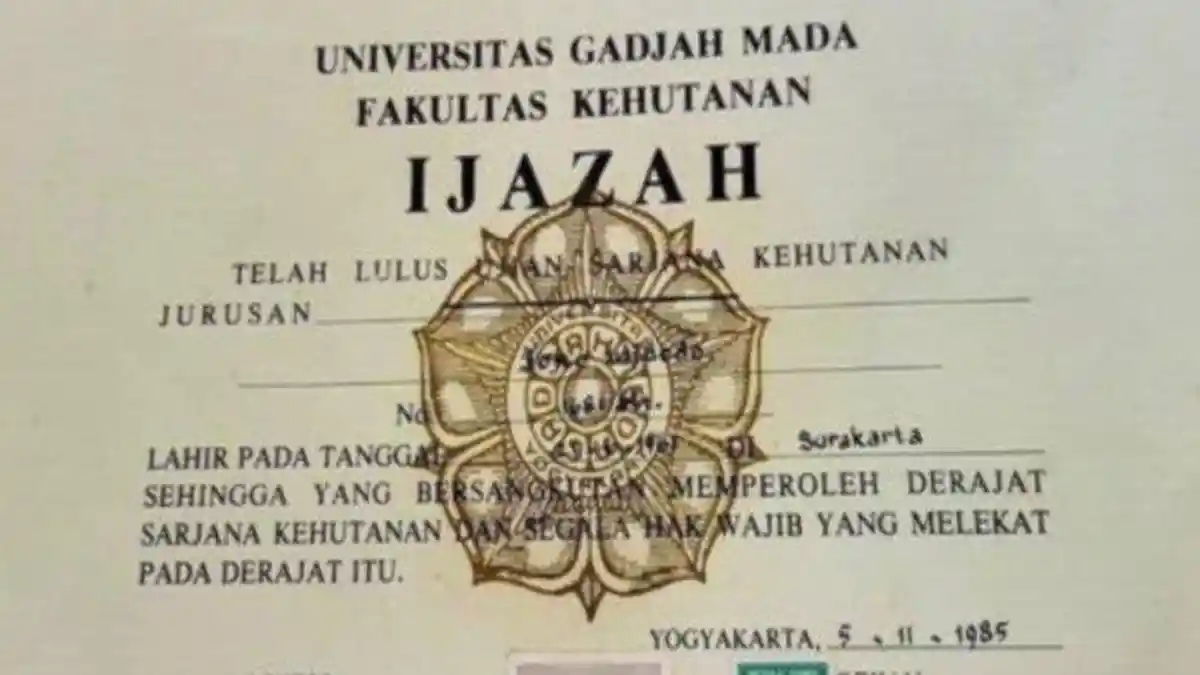 UNIVERSITAS GADJAH MADA
FAKULTAS KEHUTANAN
IJAZAH
TELAH LULUS UJIAN SARJANA KEHUTANAN
JURUSAN
No
LAHIR PADA TANGGAL DI Surakarta
SEHINGGA YANG BERSANGKUTAN MEMPEROLEH DERAJAT
SARJANA KEHUTANAN DAN SEGALA HAK WAJIB YANG MELEKAT
PADA DERAJAT ITU.
YOGYAKARTA, 5 . 11 . 1985